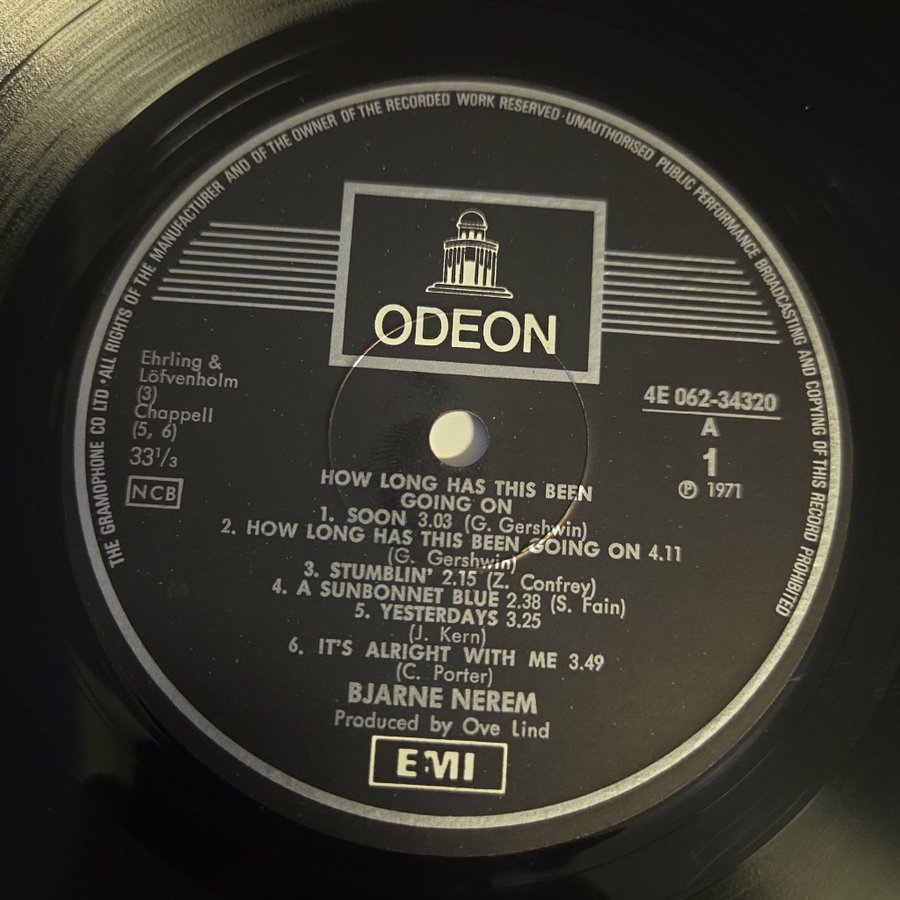 THE GRAMOPHONE CO LTD · ALL RIGHTS OF THE MANUFACTURER AND OF THE OWNER OF THE RECORDED WORK RESERVED · UNAUTHORISED PUBLIC PERFORMANCE BROADCASTING AND COPYING OF THIS RECORD PROHIBITED
ODEON
Ehrling &
Löfvenholm
(3)
Chappell
(5, 6)
33⅓
NCB
4E 062-34320
A
1
℗ 1971
HOW LONG HAS THIS BEEN
GOING ON
1. SOON 3.03 (G. Gershwin)
2. HOW LONG HAS THIS BEEN GOING ON 4.11
(G. Gershwin)
3. STUMBLIN' 2.15 (Z. Confrey)
4. A SUNBONNET BLUE 2.38 (S. Fain)
5. YESTERDAYS 3.25
(J. Kern)
6. IT'S ALRIGHT WITH ME 3.49
(C. Porter)
BJARNE NEREM
Produced by Ove Lind
EMI